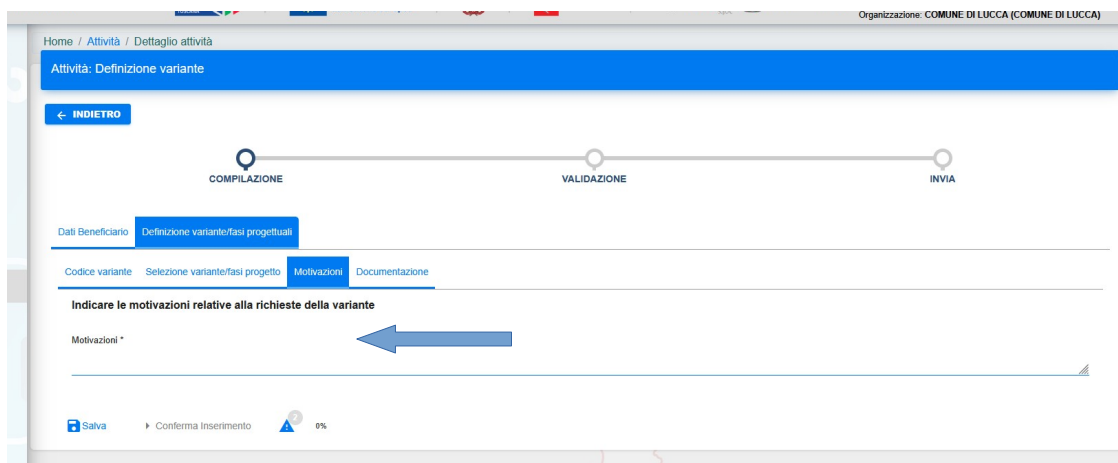 Organizzazione: COMUNE DI LUCCA (COMUNE DI LUCCA)
Home / Attività / Dettaglio attività
Attività: Definizione variante
← INDIETRO
COMPILAZIONE VALIDAZIONE INVIA
Dati Beneficiario Definizione variante/fasi progettuali
Codice variante Selezione variante/fasi progetto Motivazioni Documentazione
Indicare le motivazioni relative alla richieste della variante
Motivazioni *
Salva Conferma Inserimento 2 0%